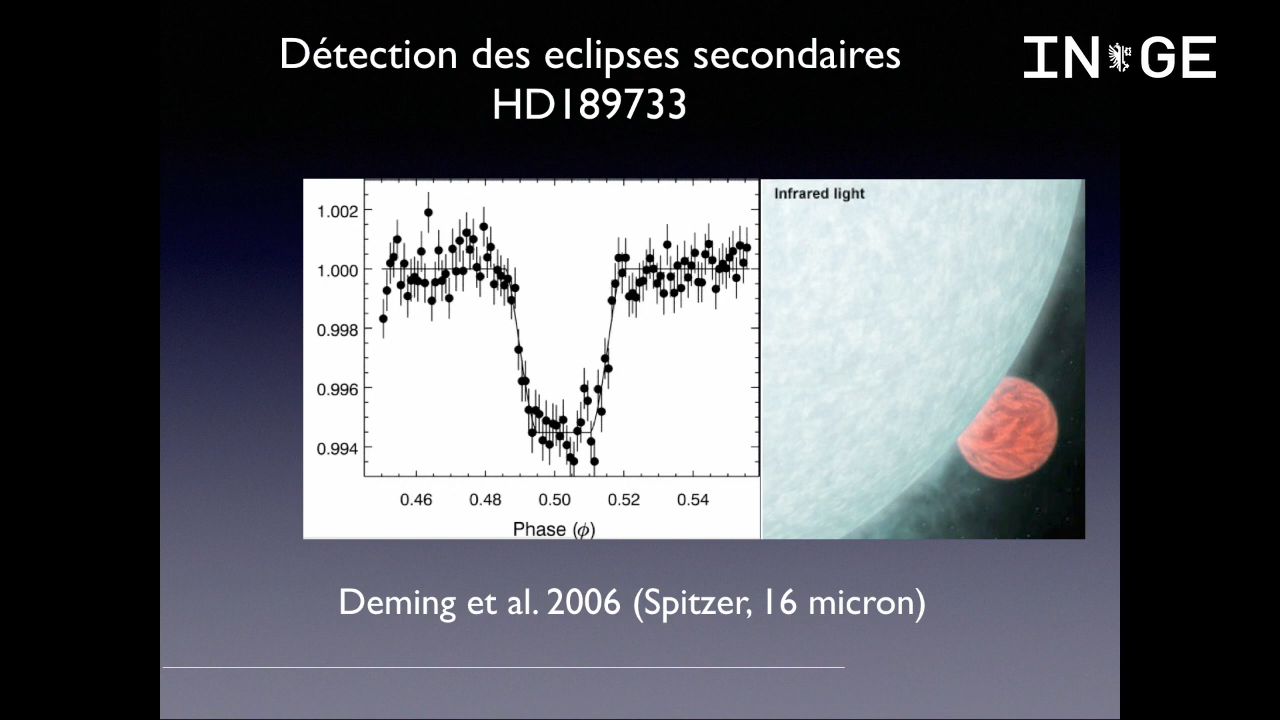 Détection des eclipses secondaires
HD189733
IN GE
Infrared light
1.002
1.000
0.998
0.996
0.994
0.46 0.48 0.50 0.52 0.54
Phase (ϕ)
Deming et al. 2006 (Spitzer, 16 micron)